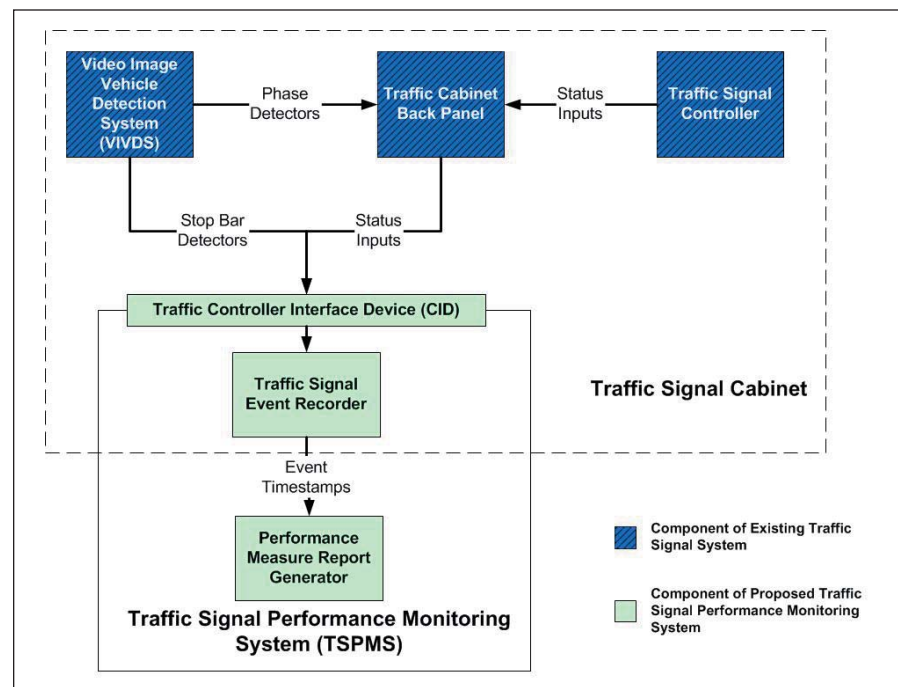 Video Image
Vehicle
Detection
System
(VIVDS)
Phase
Detectors
Traffic Cabinet
Back Panel
Status
Inputs
Traffic Signal
Controller
Stop Bar
Detectors
Status
Inputs
Traffic Controller Interface Device (CID)
Traffic Signal
Event Recorder
Traffic Signal Cabinet
Event
Timestamps
Performance
Measure Report
Generator
Traffic Signal Performance Monitoring
System (TSPMS)
Component of Existing Traffic
Signal System
Component of Proposed Traffic
Signal Performance Monitoring
System